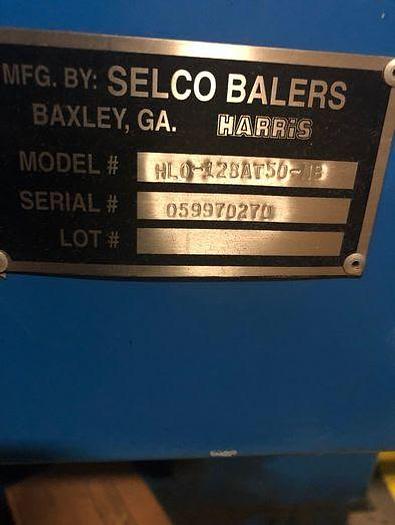 MFG. BY: SELCO BALERS
BAXLEY, GA. HARRIS
MODEL #
SERIAL # 059970270
LOT #